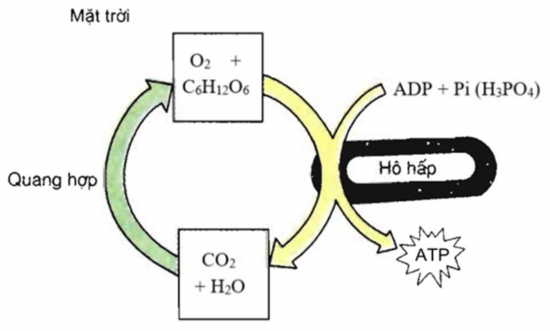 Mặt trời
O₂ +
C₆H₁₂O₆
ADP + Pi (H₃PO₄)
Hô hấp
Quang hợp
CO₂
+ H₂O
ATP